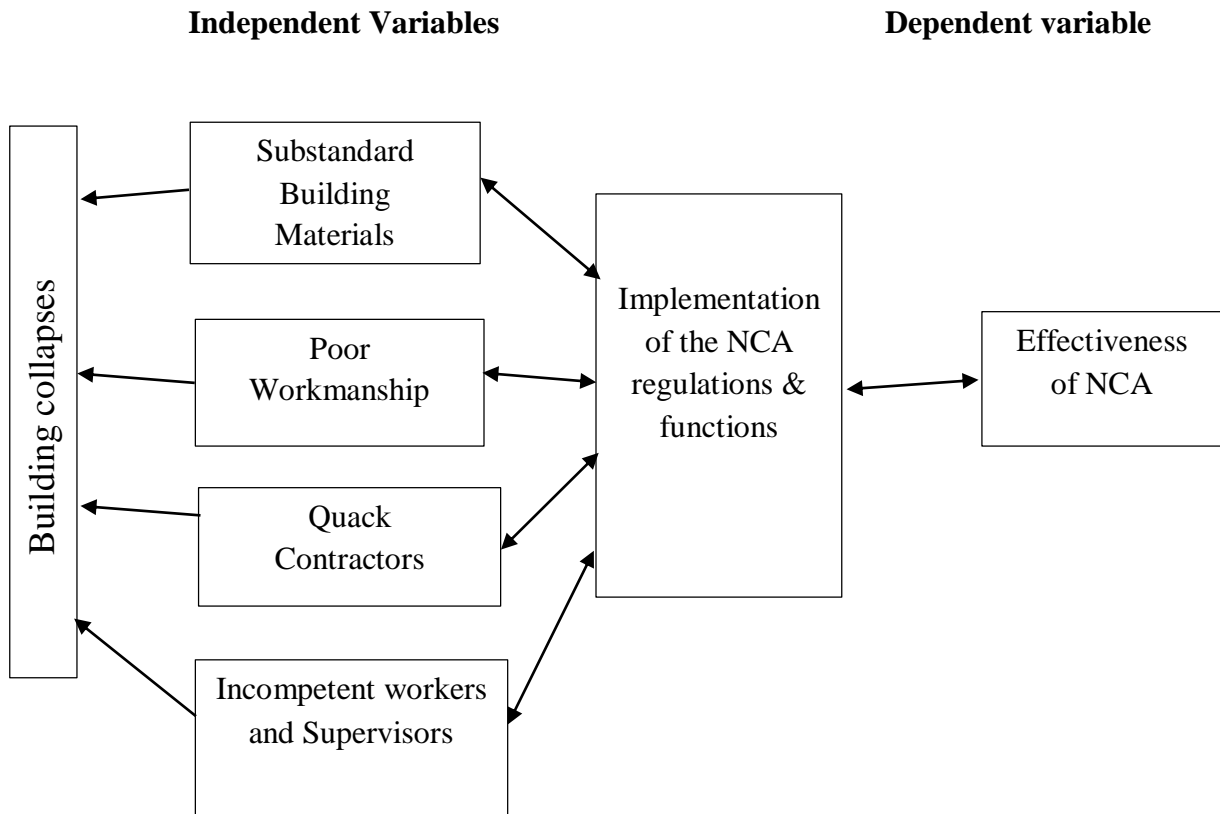 Independent Variables
Dependent variable
Building collapses
Substandard
Building
Materials
Poor
Workmanship
Quack
Contractors
Incompetent workers
and Supervisors
Implementation
of the NCA
regulations &
functions
Effectiveness
of NCA